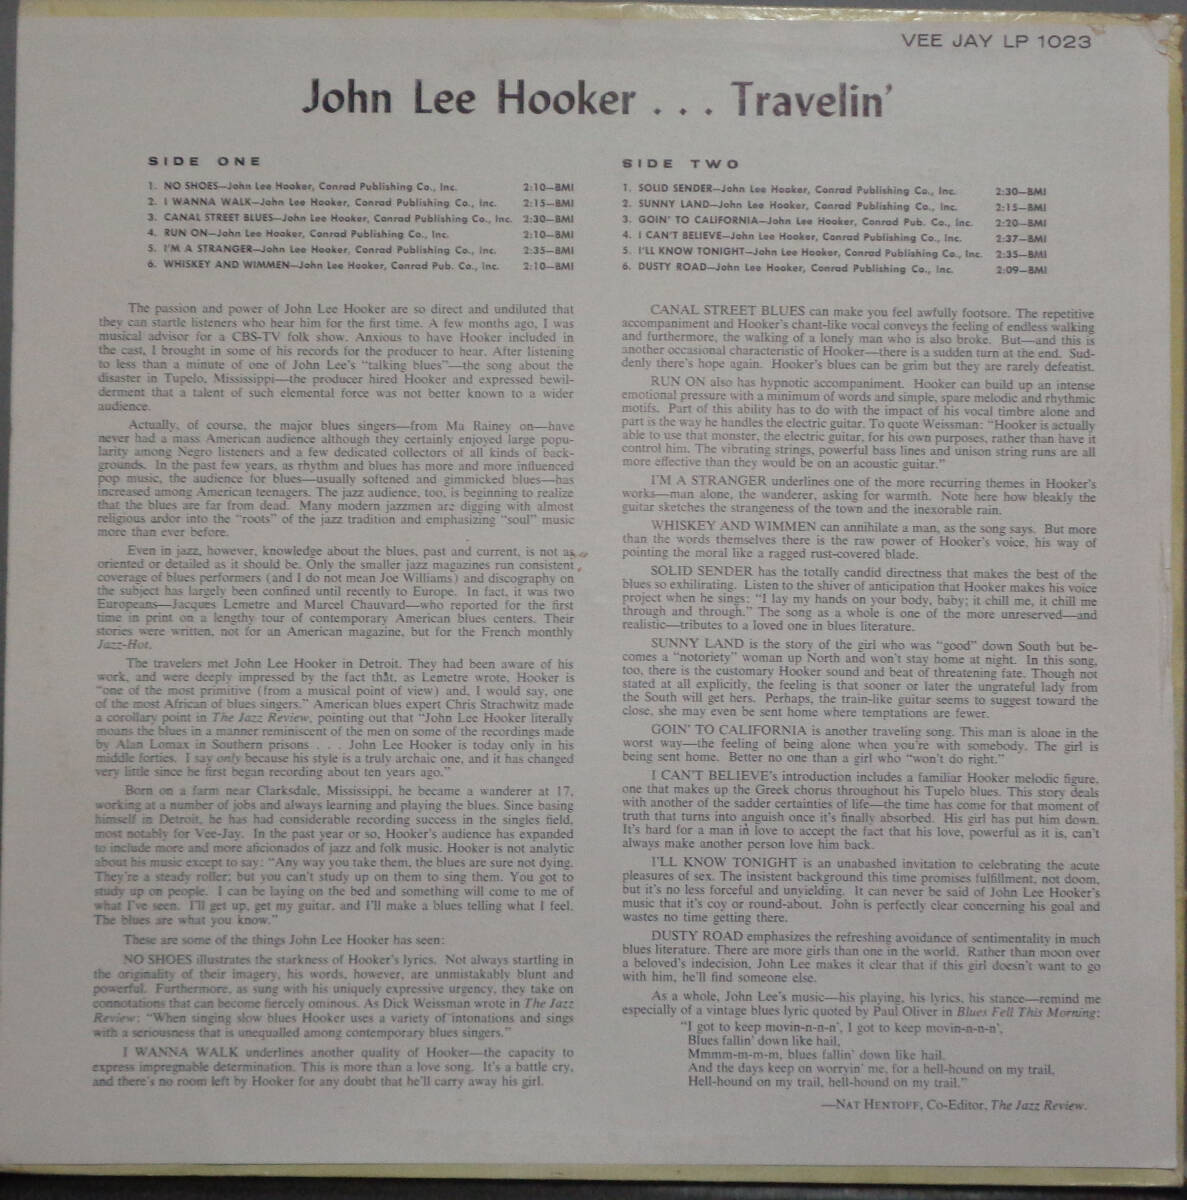 VEE JAY LP 1023
John Lee Hooker . . . Travelin'
SIDE ONE
1. NO SHOES—John Lee Hooker, Conrad Publishing Co., Inc. 2:10—BMI
2. I WANNA WALK—John Lee Hooker, Conrad Publishing Co., Inc. 2:15—BMI
3. CANAL STREET BLUES—John Lee Hooker, Conrad Publishing Co., Inc. 2:30—BMI
4. RUN ON—John Lee Hooker, Conrad Publishing Co., Inc. 2:10—BMI
5. I'M A STRANGER—John Lee Hooker, Conrad Publishing Co., Inc. 2:35—BMI
6. WHISKEY AND WIMMEN—John Lee Hooker, Conrad Pub. Co., Inc. 2:10—BMI
SIDE TWO
1. SOLID SENDER—John Lee Hooker, Conrad Publishing Co., Inc. 2:30—BMI
2. SUNNY LAND—John Lee Hooker, Conrad Publishing Co., Inc. 2:15—BMI
3. GOIN' TO CALIFORNIA—John Lee Hooker, Conrad Pub. Co., Inc. 2:20—BMI
4. I CAN'T BELIEVE—John Lee Hooker, Conrad Publishing Co., Inc. 2:37—BMI
5. I'LL KNOW TONIGHT—John Lee Hooker, Conrad Publishing Co., Inc. 2:35—BMI
6. DUSTY ROAD—John Lee Hooker, Conrad Publishing Co., Inc. 2:09—BMI
The passion and power of John Lee Hooker are so direct and undiluted that
they can startle listeners who hear him for the first time. A few months ago, I was
musical advisor for a CBS-TV folk show. Anxious to have Hooker included in
the cast, I brought in some of his records for the producer to hear. After listening
to less than a minute of one of John Lee's "talking blues"—the song about the
disaster in Tupelo, Mississippi—the producer hired Hooker and expressed bewil-
derment that a talent of such elemental force was not better known to a wider
audience.
Actually, of course, the major blues singers—from Ma Rainey on—have
never had a mass American audience although they certainly enjoyed large popu-
larity among Negro listeners and a few dedicated collectors of all kinds of back-
grounds. In the past few years, as rhythm and blues has more and more influenced
pop music, the audience for blues—usually softened and gimmicked blues—has
increased among American teenagers. The jazz audience, too, is beginning to realize
that the blues are far from dead. Many modern jazzmen are digging with almost
religious ardor into the "roots" of the jazz tradition and emphasizing "soul" music
more than ever before.
Even in jazz, however, knowledge about the blues, past and current, is not as
oriented or detailed as it should be. Only the smaller jazz magazines run consistent
coverage of blues performers (and I do not mean Joe Williams) and discography on
the subject has largely been confined until recently to Europe. In fact, it was two
Europeans—Jacques Lemetre and Marcel Chauvard—who reported for the first
time in print on a lengthy tour of contemporary American blues centers. Their
stories were written, not for an American magazine, but for the French monthly
Jazz-Hot.
The travelers met John Lee Hooker in Detroit. They had been aware of his
work, and were deeply impressed by the fact that, as Lemetre wrote, Hooker is
"one of the most primitive (from a musical point of view) and, I would say, one
of the most African of blues singers." American blues expert Chris Strachwitz made
a corollary point in The Jazz Review, pointing out that "John Lee Hooker literally
moans the blues in a manner reminiscent of the men on some of the recordings made
by Alan Lomax in Southern prisons . . . John Lee Hooker is today only in his
middle forties. I say only because his style is a truly archaic one, and it has changed
very little since he first began recording about ten years ago."
Born on a farm near Clarksdale, Mississippi, he became a wanderer at 17,
working at a number of jobs and always learning and playing the blues. Since basing
himself in Detroit, he has had considerable recording success in the singles field,
most notably for Vee-Jay. In the past year or so, Hooker's audience has expanded
to include more and more aficionados of jazz and folk music. Hooker is not analytic
about his music except to say: "Any way you take them, the blues are sure not dying.
They're a steady roller; but you can't study up on them to sing them. You got to
study up on people. I can be laying on the bed and something will come to me of
what I've seen. I'll get up, get my guitar, and I'll make a blues telling what I feel.
The blues are what you know."
These are some of the things John Lee Hooker has seen:
NO SHOES illustrates the starkness of Hooker's lyrics. Not always startling in
the originality of their imagery, his words, however, are unmistakably blunt and
powerful. Furthermore, as sung with his uniquely expressive urgency, they take on
connotations that can become fiercely ominous. As Dick Weissman wrote in The Jazz
Review: "When singing slow blues Hooker uses a variety of intonations and sings
with a seriousness that is unequalled among contemporary blues singers."
I WANNA WALK underlines another quality of Hooker—the capacity to
express impregnable determination. This is more than a love song. It's a battle cry,
and there's no room left by Hooker for any doubt that he'll carry away his girl.
CANAL STREET BLUES can make you feel awfully footsore. The repetitive
accompaniment and Hooker's chant-like vocal conveys the feeling of endless walking
and furthermore, the walking of a lonely man who is also broke. But—and this is
another occasional characteristic of Hooker—there is a sudden turn at the end. Sud-
denly there's hope again. Hooker's blues can be grim but they are rarely defeatist.
RUN ON also has hypnotic accompaniment. Hooker can build up an intense
emotional pressure with a minimum of words and simple, spare melodic and rhythmic
motifs. Part of this ability has to do with the impact of his vocal timbre alone and
part is the way he handles the electric guitar. To quote Weissman: "Hooker is actually
able to use that monster, the electric guitar, for his own purposes, rather than have it
control him. The vibrating strings, powerful bass lines and unison string runs are all
more effective than they would be on an acoustic guitar."
I'M A STRANGER underlines one of the more recurring themes in Hooker's
works—man alone, the wanderer, asking for warmth. Note here how bleakly the
guitar sketches the strangeness of the town and the inexorable rain.
WHISKEY AND WIMMEN can annihilate a man, as the song says. But more
than the words themselves there is the raw power of Hooker's voice, his way of
pointing the moral like a ragged rust-covered blade.
SOLID SENDER has the totally candid directness that makes the best of the
blues so exhilirating. Listen to the shiver of anticipation that Hooker makes his voice
project when he sings: "I lay my hands on your body, baby; it chill me, it chill me
through and through." The song as a whole is one of the more unreserved—and
realistic—tributes to a loved one in blues literature.
SUNNY LAND is the story of the girl who was "good" down South but be-
comes a "notoriety" woman up North and won't stay home at night. In this song,
too, there is the customary Hooker sound and beat of threatening fate. Though not
stated at all explicitly, the feeling is that sooner or later the ungrateful lady from
the South will get hers. Perhaps, the train-like guitar seems to suggest toward the
close, she may even be sent home where temptations are fewer.
GOIN' TO CALIFORNIA is another traveling song. This man is alone in the
worst way—the feeling of being alone when you're with somebody. The girl is
being sent home. Better no one than a girl who "won't do right."
I CAN'T BELIEVE's introduction includes a familiar Hooker melodic figure,
one that makes up the Greek chorus throughout his Tupelo blues. This story deals
with another of the sadder certainties of life—the time has come for that moment of
truth that turns into anguish once it's finally absorbed. His girl has put him down.
It's hard for a man in love to accept the fact that his love, powerful as it is, can't
always make another person love him back.
I'LL KNOW TONIGHT is an unabashed invitation to celebrating the acute
pleasures of sex. The insistent background this time promises fulfillment, not doom,
but it's no less forceful and unyielding. It can never be said of John Lee Hooker's
music that it's coy or round-about. John is perfectly clear concerning his goal and
wastes no time getting there.
DUSTY ROAD emphasizes the refreshing avoidance of sentimentality in much
blues literature. There are more girls than one in the world. Rather than moon over
a beloved's indecision, John Lee makes it clear that if this girl doesn't want to go
with him, he'll find someone else.
As a whole, John Lee's music—his playing, his lyrics, his stance—remind me
especially of a vintage blues lyric quoted by Paul Oliver in Blues Fell This Morning:
"I got to keep movin-n-n-n', I got to keep movin-n-n-n',
Blues fallin' down like hail,
Mmmm-m-m-m, blues fallin' down like hail.
And the days keep on worryin' me, for a hell-hound on my trail,
Hell-hound on my trail, hell-hound on my trail."
—NAT HENTOFF, Co-Editor, The Jazz Review.